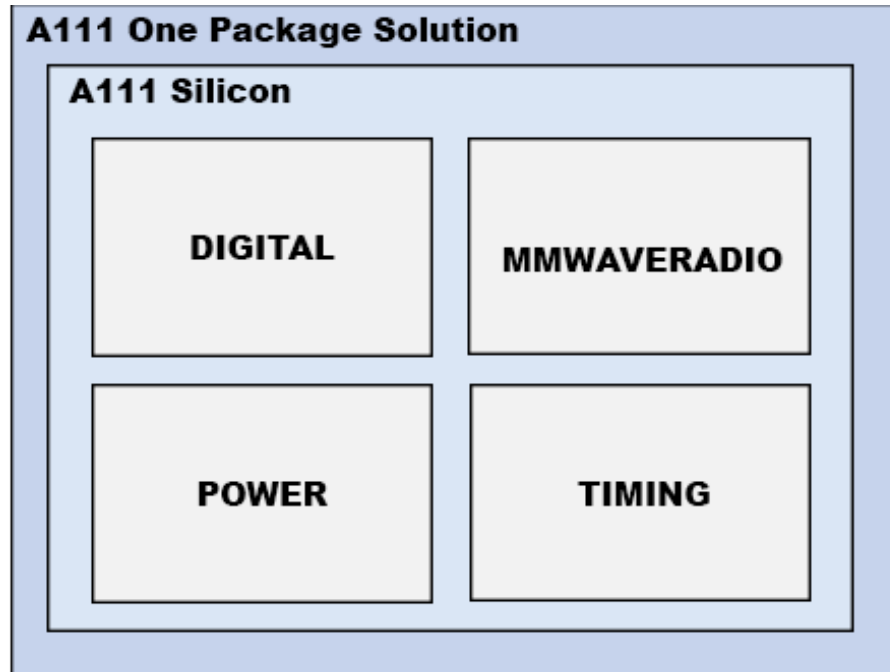 A111 One Package Solution
A111 Silicon
DIGITAL
MMWAVERADIO
POWER
TIMING